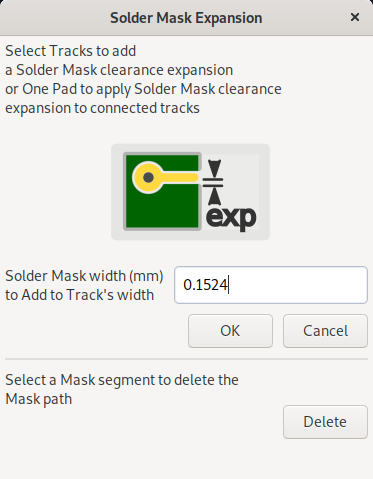 Solder Mask Expansion
×
Select Tracks to add
a Solder Mask clearance expansion
or One Pad to apply Solder Mask clearance
expansion to connected tracks
exp
Solder Mask width (mm)
to Add to Track's width
0.1524
OK
Cancel
Select a Mask segment to delete the
Mask path
Delete